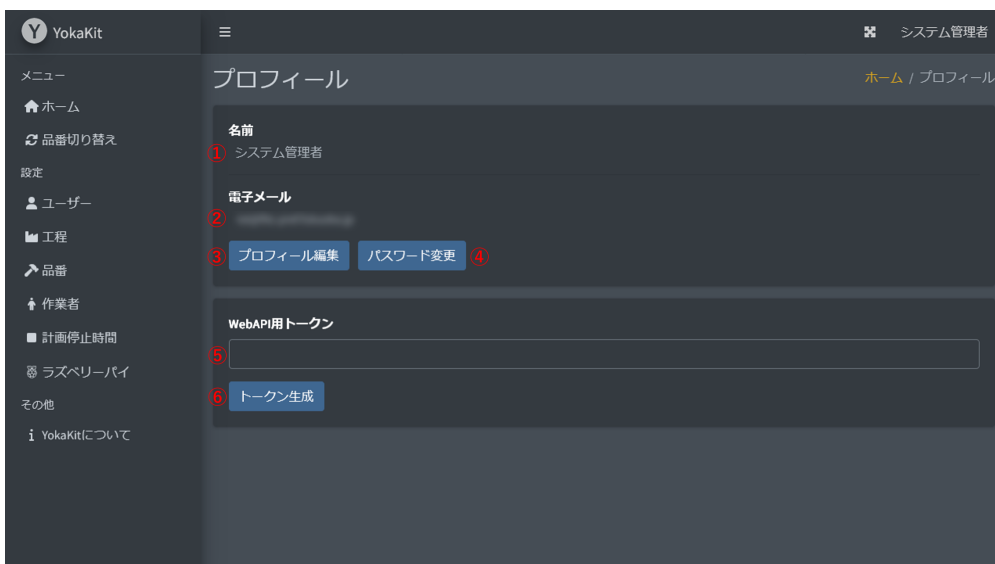 Y YokaKit
システム管理者
メニュー
ホーム
品番切り替え
設定
ユーザー
工程
品番
作業者
計画停止時間
ラズベリーパイ
その他
i YokaKitについて
プロフィール
ホーム / プロフィール
名前
① システム管理者
電子メール
②
③ プロフィール編集 パスワード変更 ④
WebAPI用トークン
⑤
⑥ トークン生成